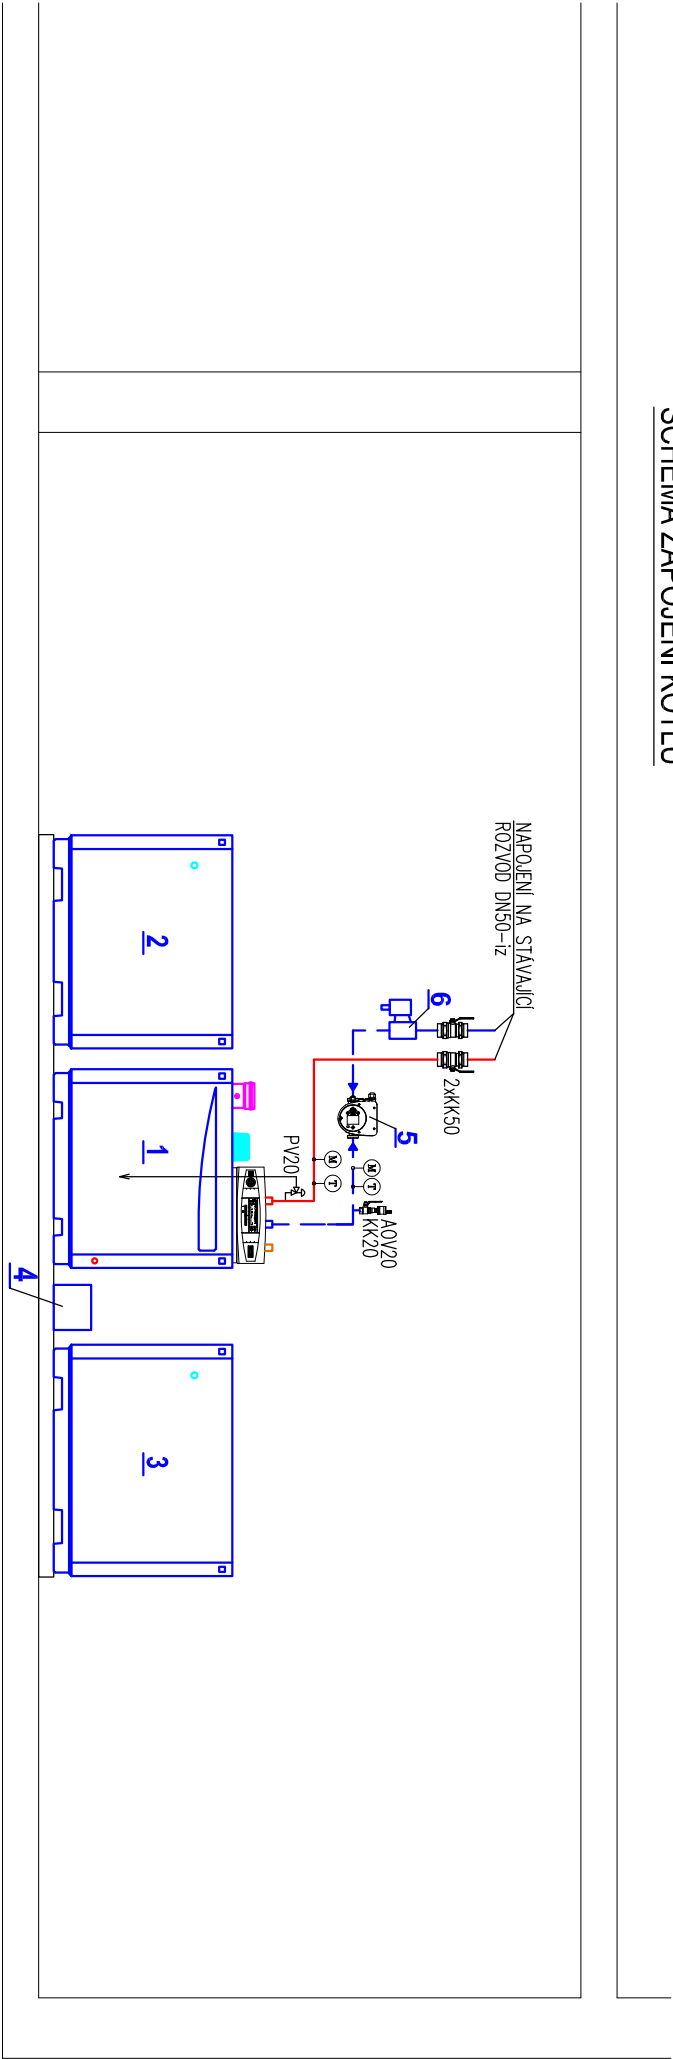 SCHÉMA ZAPOJENÍ KOTLŮ
NAPOJENÍ NA STÁVAJÍCÍ
ROZVOD DN50-iz
6
2xKK50
5
M
T
M
T
AOV20
KK20
PV20
2
1
4
3